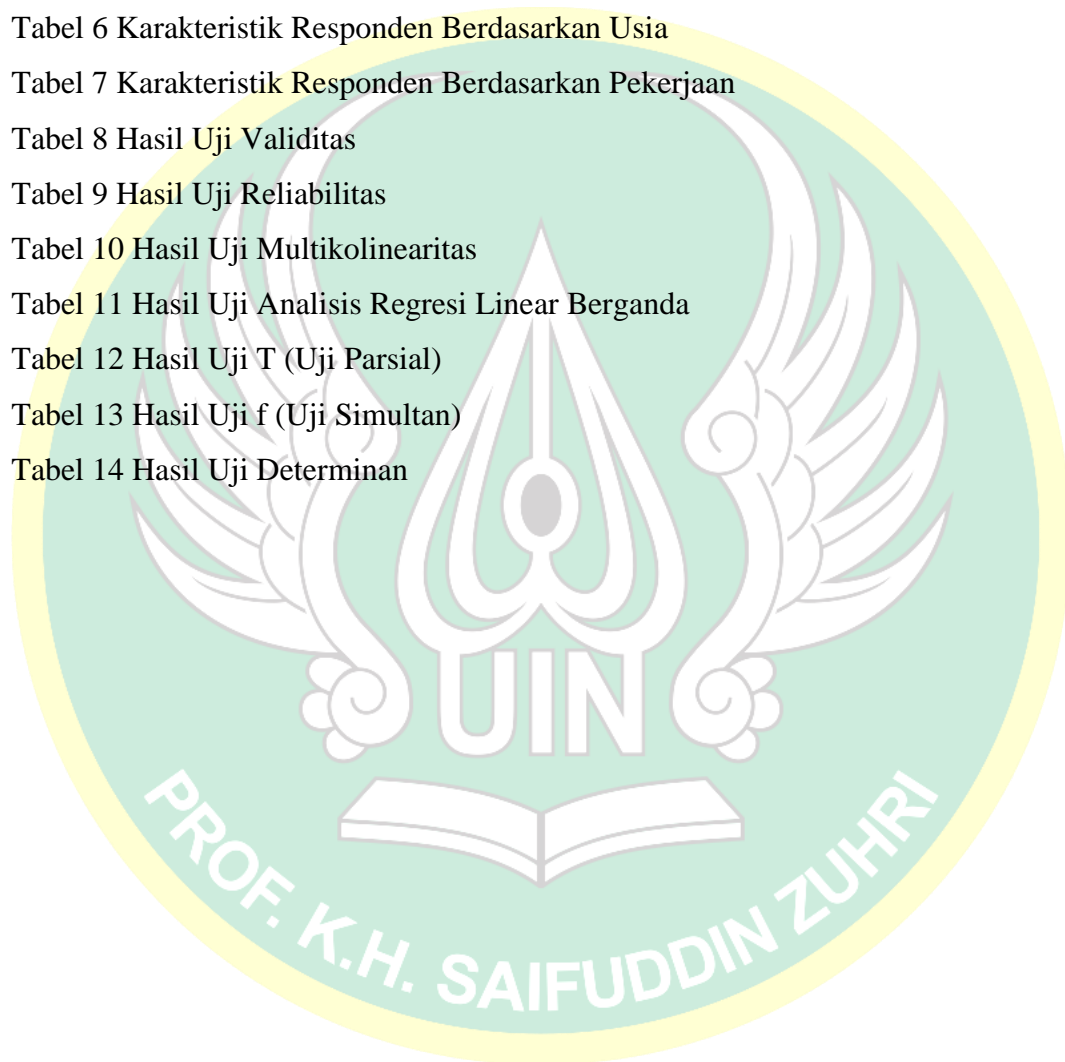 Tabel 6 Karakteristik Responden Berdasarkan Usia
Tabel 7 Karakteristik Responden Berdasarkan Pekerjaan
Tabel 8 Hasil Uji Validitas
Tabel 9 Hasil Uji Reliabilitas
Tabel 10 Hasil Uji Multikolinearitas
Tabel 11 Hasil Uji Analisis Regresi Linear Berganda
Tabel 12 Hasil Uji T (Uji Parsial)
Tabel 13 Hasil Uji f (Uji Simultan)
Tabel 14 Hasil Uji Determinan
UIN
PROF. K.H. SAIFUDDIN ZUHRI